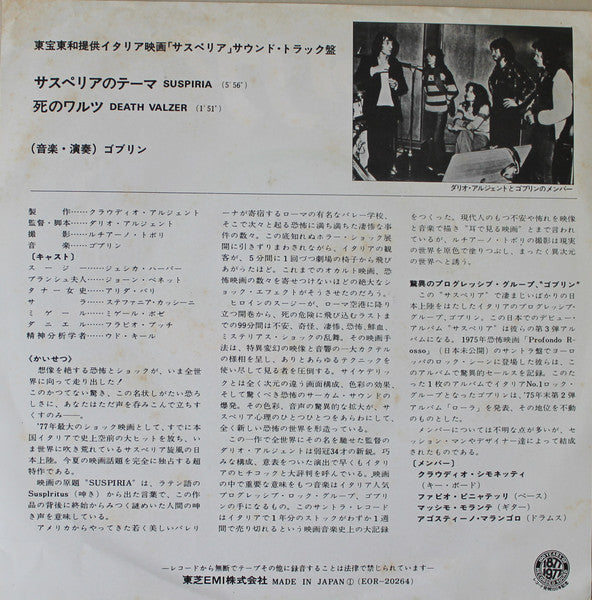 東宝東和提供イタリア映画「サスペリア」サウンド・トラック盤
サスペリアのテーマ SUSPIRIA (5'56")
死のワルツ DEATH VALZER (1'51")
(音楽・演奏) ゴブリン
ダリオ・アルジェントとゴブリンのメンバー
製作……クラウディオ・アルジェント
監督・脚本……ダリオ・アルジェント
撮影……ルチアーノ・トボリ
音楽……ゴブリン
[キャスト]
スージー……ジェシカ・ハーパー
ブランシュ夫人……ジョーン・ベネット
タナー女史……アリダ・バリ
サラ……ステファニア・カッシーニ
ミゲール……ミゲール・ボゼ
ダニエル……フラビオ・ブッチ
精神分析学者……ウド・キール
<かいせつ>
想像を絶する恐怖とショックが、いま全世
界に向って走り出した!
このかつてない驚き、この名状しがたい恐ろ
しさに、あなたはただ声を呑みこんで立ちす
くすのみ──。
'77年最大のショック映画として、すでに本
国イタリアで史上空前の大ヒットを放ち、い
ま世界に吹き荒れているサスペリア旋風の日
本上陸。今夏の映画話題を完全に独占する超
特作である。
映画の原題"SUSPIRIA"は、ラテン語の
Susplritus(呻き)から出た言葉で、この作
品の背後に終始からみつく謎めいた人間の呻
き声を意味している。
アメリカからやってきた若く美しいバレリ
ーナが寄宿するローマの有名なバレー学校、
そこで次々と起る恐怖に満ち満ちた凄惨な事
件の数々。この底知れぬホラー・ショック展
開に引きずりまわされながら、イタリアの観
客が、5分間に1回づつ劇場の椅子から飛び
あがったほど。これまでのオカルト映画、恐
怖映画の数々を寄せつけないほどの絶大なシ
ョック・エフェクトがそうさせたのだろう。
ヒロインのスージーが、ローマ空港に降り
立つ開巻から、死の危険に飛び込むラストま
での99分間は不安、奇怪、凄惨、恐怖、鮮血、
ミステリアス・ショックの乱舞。その映画手
法は、特異変幻の映像と音響の一大カクテル
の様相を呈し、ありとあらゆるテクニックを
使い尽して見る者を圧倒する。サイケデリッ
クとは全く次元の違う画面構成、色彩の効果、
そして驚くべき恐怖のサーカム・サウンドの
爆発。その色彩、音声の驚異的な拡大が、サ
スペリア心理のひとつひとつをあらわにして、
全く新しい恐怖の世界を形造っている。
この一作で全世界にその名を馳せた監督の
ダリオ・アルジェントは弱冠34才の新鋭。巧
みな構成、意表をついた演出で早くもイタリ
アのヒチコックと大評判を呼ぐている。映画
の中で重要な意味をもつ音楽はイタリア人気
プログレッシブ・ロック・グループ、ゴブリン
の手になるもの。このサントラ・レコードは
イタリアで1年分のストックがわずか1週
間で売り切れるという映画音楽史上の大記録
をつくった。現代人のもつ不安や怖れを映像
と音楽で描き"耳で見る映画"とまで言われ
ているが、ルチアーノ・トボリの撮影は現実
の世界を原色で塗りつぶし、まったく異次元
の世界へと誘う。
驚異のプログレッシブ・グループ、"ゴブリン"
この"サスペリア"で凄まじいばかりの日
本上陸をはたしたイタリアのプログレッシブ・
グループ、ゴブリン。この日本でのデビュー・
アルバム"サスペリア"は彼らの第3弾アル
バムになる。1975年恐怖映画「Profondo R-
osso」(日本未公開)のサントラ盤でヨーロ
ッパのロック・シーンに登場した彼らは、こ
のアルバムで驚異的セールスを記録。このた
った1枚のアルバムでイタリアNo.1ロック・
グループとなったゴブリンは、'75年末第2弾
アルバム「ローラ」を発表、その地位を不動
のものとした。
メンバーについては不明な点が多いが、セ
ッション・マンやデザイナー達によって結成
されたものである。
[メンバー]
クラウディオ・シモネッティ
(キー・ボード)
ファビオ・ピニャテッリ (ベース)
マッシモ・モランテ (ギター)
アゴスティーノ・マランゴロ (ドラムス)
―レコードから無断でテープその他に録音することは法律で禁じられています―
東芝EMI株式会社 MADE IN JAPAN ① (EOR-20264)
1877
1977